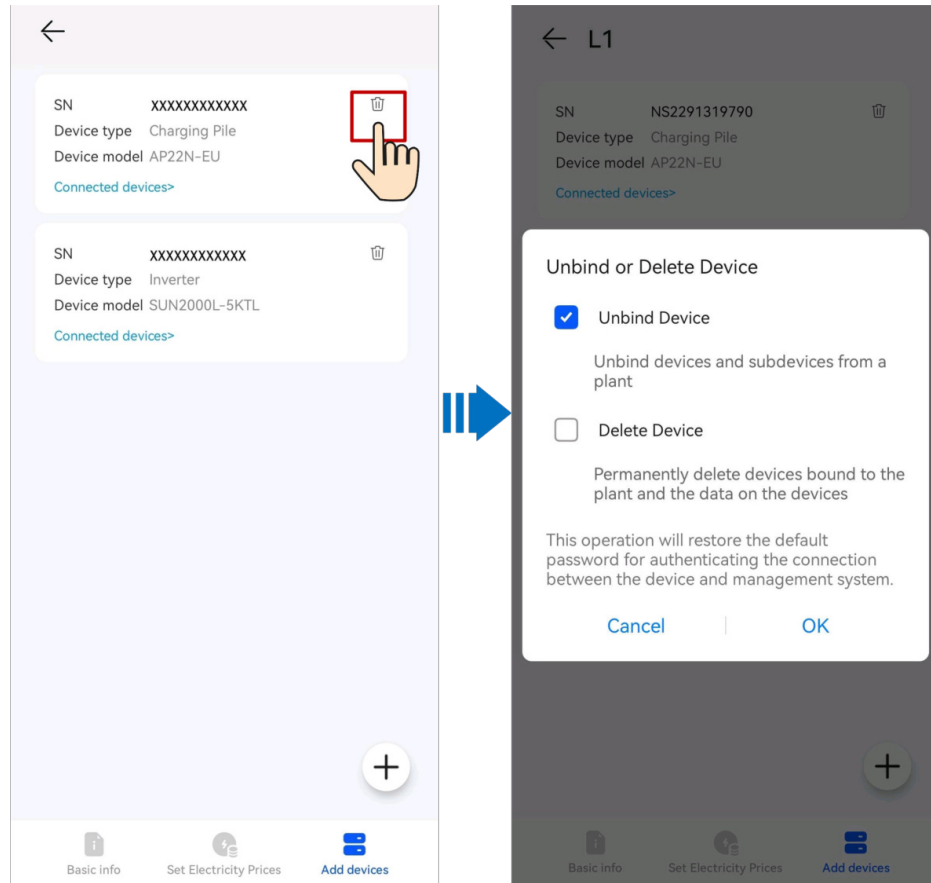 SN XXXXXXXXXXXX
Device type Charging Pile
Device model AP22N-EU
Connected devices>
SN XXXXXXXXXXXX
Device type Inverter
Device model SUN2000L-5KTL
Connected devices>
Basic info Set Electricity Prices Add devices
L1
SN NS2291319790
Device type Charging Pile
Device model AP22N-EU
Connected devices>
Unbind or Delete Device
Unbind Device
Unbind devices and subdevices from a
plant
Delete Device
Permanently delete devices bound to the
plant and the data on the devices
This operation will restore the default
password for authenticating the connection
between the device and management system.
Cancel OK
Basic info Set Electricity Prices Add devices